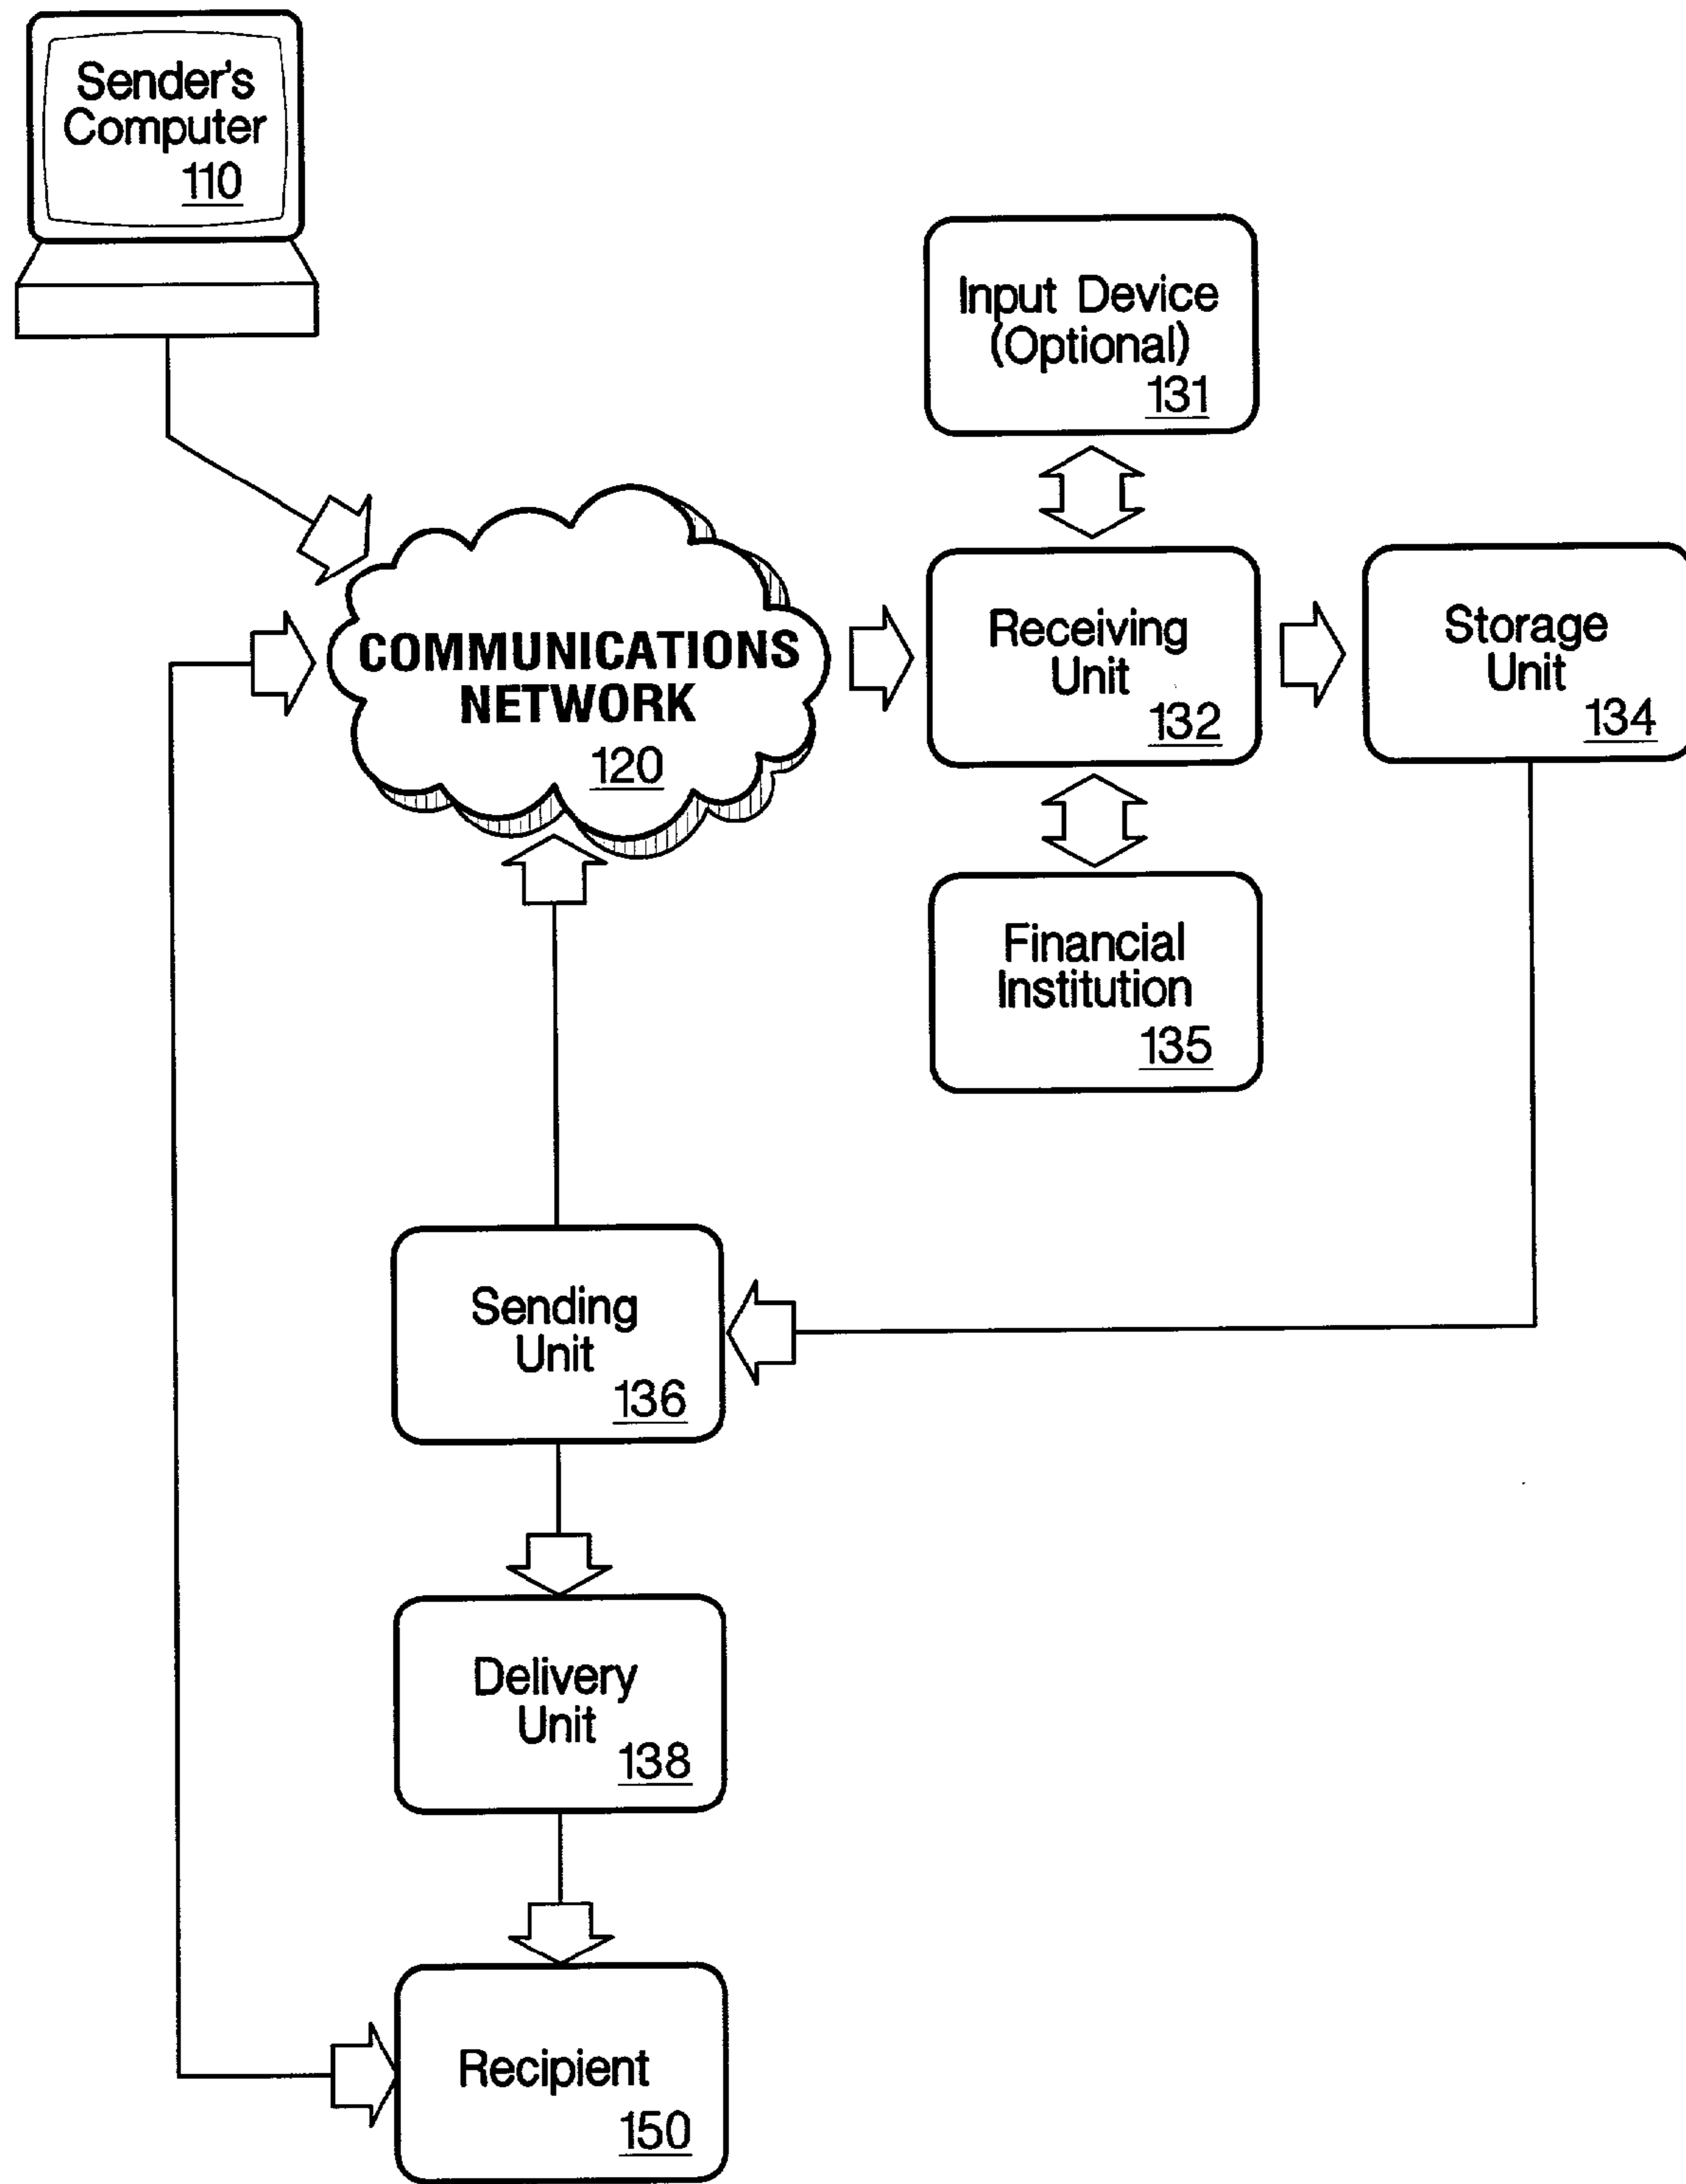 Sender's
Computer
110
Input Device
(Optional)
131
COMMUNICATIONS
NETWORK
120
Receiving
Unit
132
Storage
Unit
134
Financial
Institution
135
Sending
Unit
136
Delivery
Unit
138
Recipient
150